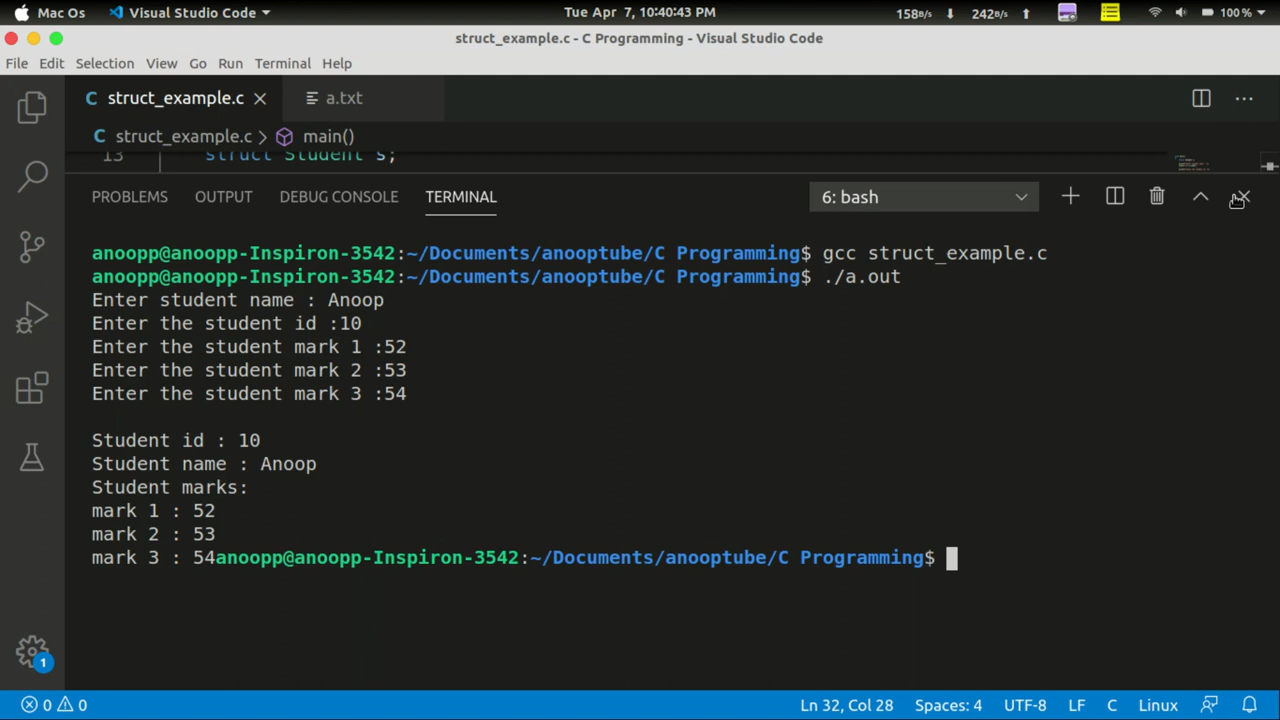 Mac Os Visual Studio Code Tue Apr 7, 10:40:43 PM 158B/s 242B/s 100%
struct_example.c - C Programming - Visual Studio Code
File Edit Selection View Go Run Terminal Help
C struct_example.c a.txt
C struct_example.c > main()
13 struct Student s;
PROBLEMS OUTPUT DEBUG CONSOLE TERMINAL 6: bash
anoopp@anoopp-Inspiron-3542:~/Documents/anooptube/C Programming$ gcc struct_example.c
anoopp@anoopp-Inspiron-3542:~/Documents/anooptube/C Programming$ ./a.out
Enter student name : Anoop
Enter the student id :10
Enter the student mark 1 :52
Enter the student mark 2 :53
Enter the student mark 3 :54
Student id : 10
Student name : Anoop
Student marks:
mark 1 : 52
mark 2 : 53
mark 3 : 54anoopp@anoopp-Inspiron-3542:~/Documents/anooptube/C Programming$
1
0 0 Ln 32, Col 28 Spaces: 4 UTF-8 LF C Linux